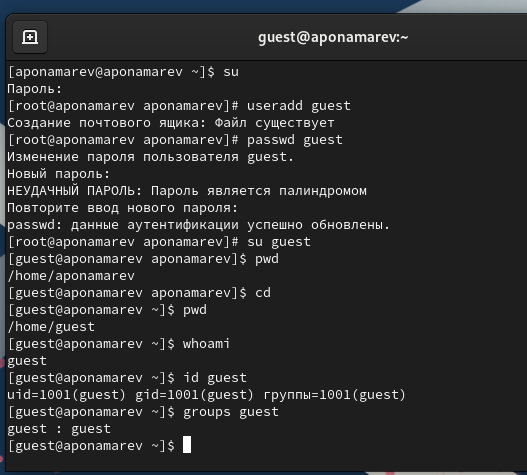 guest@aponamarev:~
[aponamarev@aponamarev ~]$ su
Пароль:
[root@aponamarev aponamarev]# useradd guest
Создание почтового ящика: Файл существует
[root@aponamarev aponamarev]# passwd guest
Изменение пароля пользователя guest.
Новый пароль:
НЕУДАЧНЫЙ ПАРОЛЬ: Пароль является палиндромом
Повторите ввод нового пароля:
passwd: данные аутентификации успешно обновлены.
[root@aponamarev aponamarev]# su guest
[guest@aponamarev aponamarev]$ pwd
/home/aponamarev
[guest@aponamarev aponamarev]$ cd
[guest@aponamarev ~]$ pwd
/home/guest
[guest@aponamarev ~]$ whoami
guest
[guest@aponamarev ~]$ id guest
uid=1001(guest) gid=1001(guest) группы=1001(guest)
[guest@aponamarev ~]$ groups guest
guest : guest
[guest@aponamarev ~]$